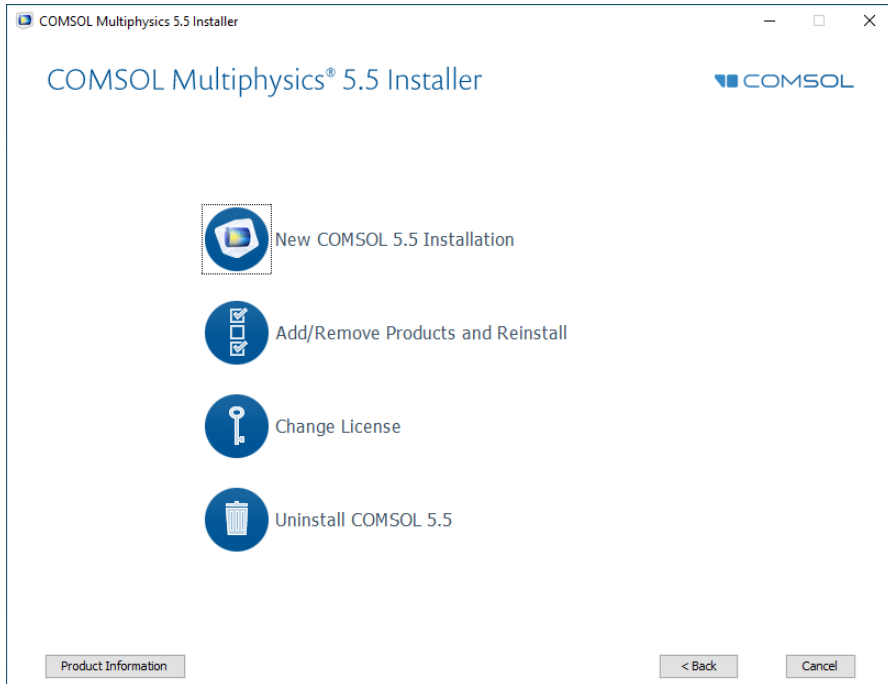 COMSOL Multiphysics 5.5 Installer
COMSOL Multiphysics® 5.5 Installer
COMSOL
New COMSOL 5.5 Installation
Add/Remove Products and Reinstall
Change License
Uninstall COMSOL 5.5
Product Information
< Back
Cancel